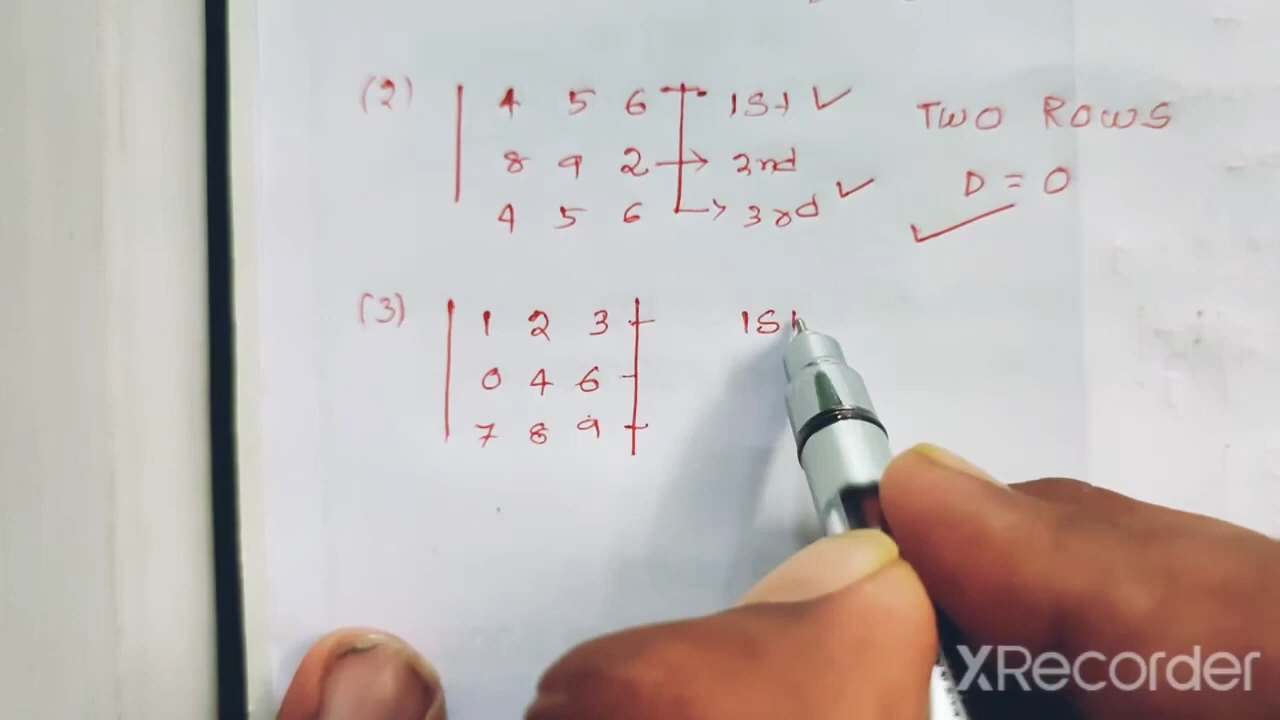 (2) | 4 5 6 1st ✓ TWO ROWS
8 9 2 → 2nd D = 0
4 5 6 → 3rd ✓
(3) | 1 2 3 | 1st
0 4 6
7 8 9
XRecorder